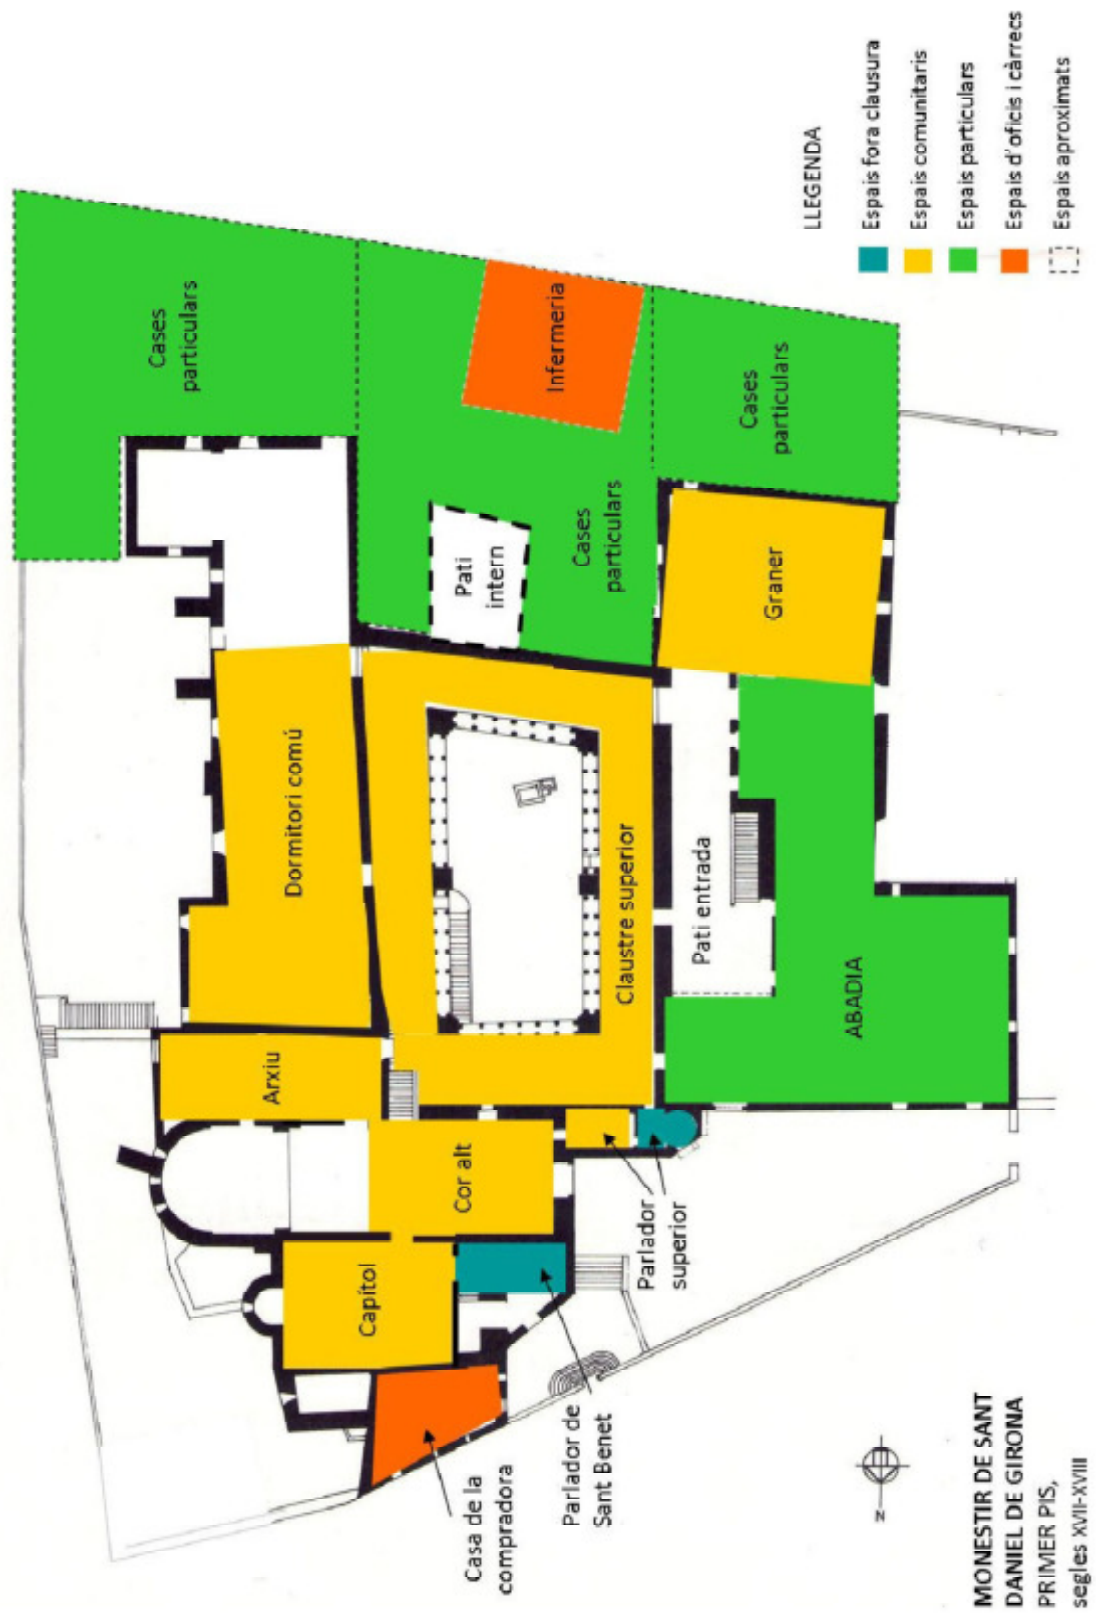 Cases
particulars
Infermeria
Cases
particulars
Pati
intern
Cases
particulars
Graner
Dormitori comú
Claustre superior
Pati entrada
ABADIA
Arxiu
Cor alt
Capítol
Parlador
superior
Parlador de
Sant Benet
Casa de la
compradora
LLEGENDA
Espais fora clausura
Espais comunitaris
Espais particulars
Espais d'oficis i càrrecs
Espais aproximats
N
MONESTIR DE SANT
DANIEL DE GIRONA
PRIMER PIS,
segles XVII-XVIII